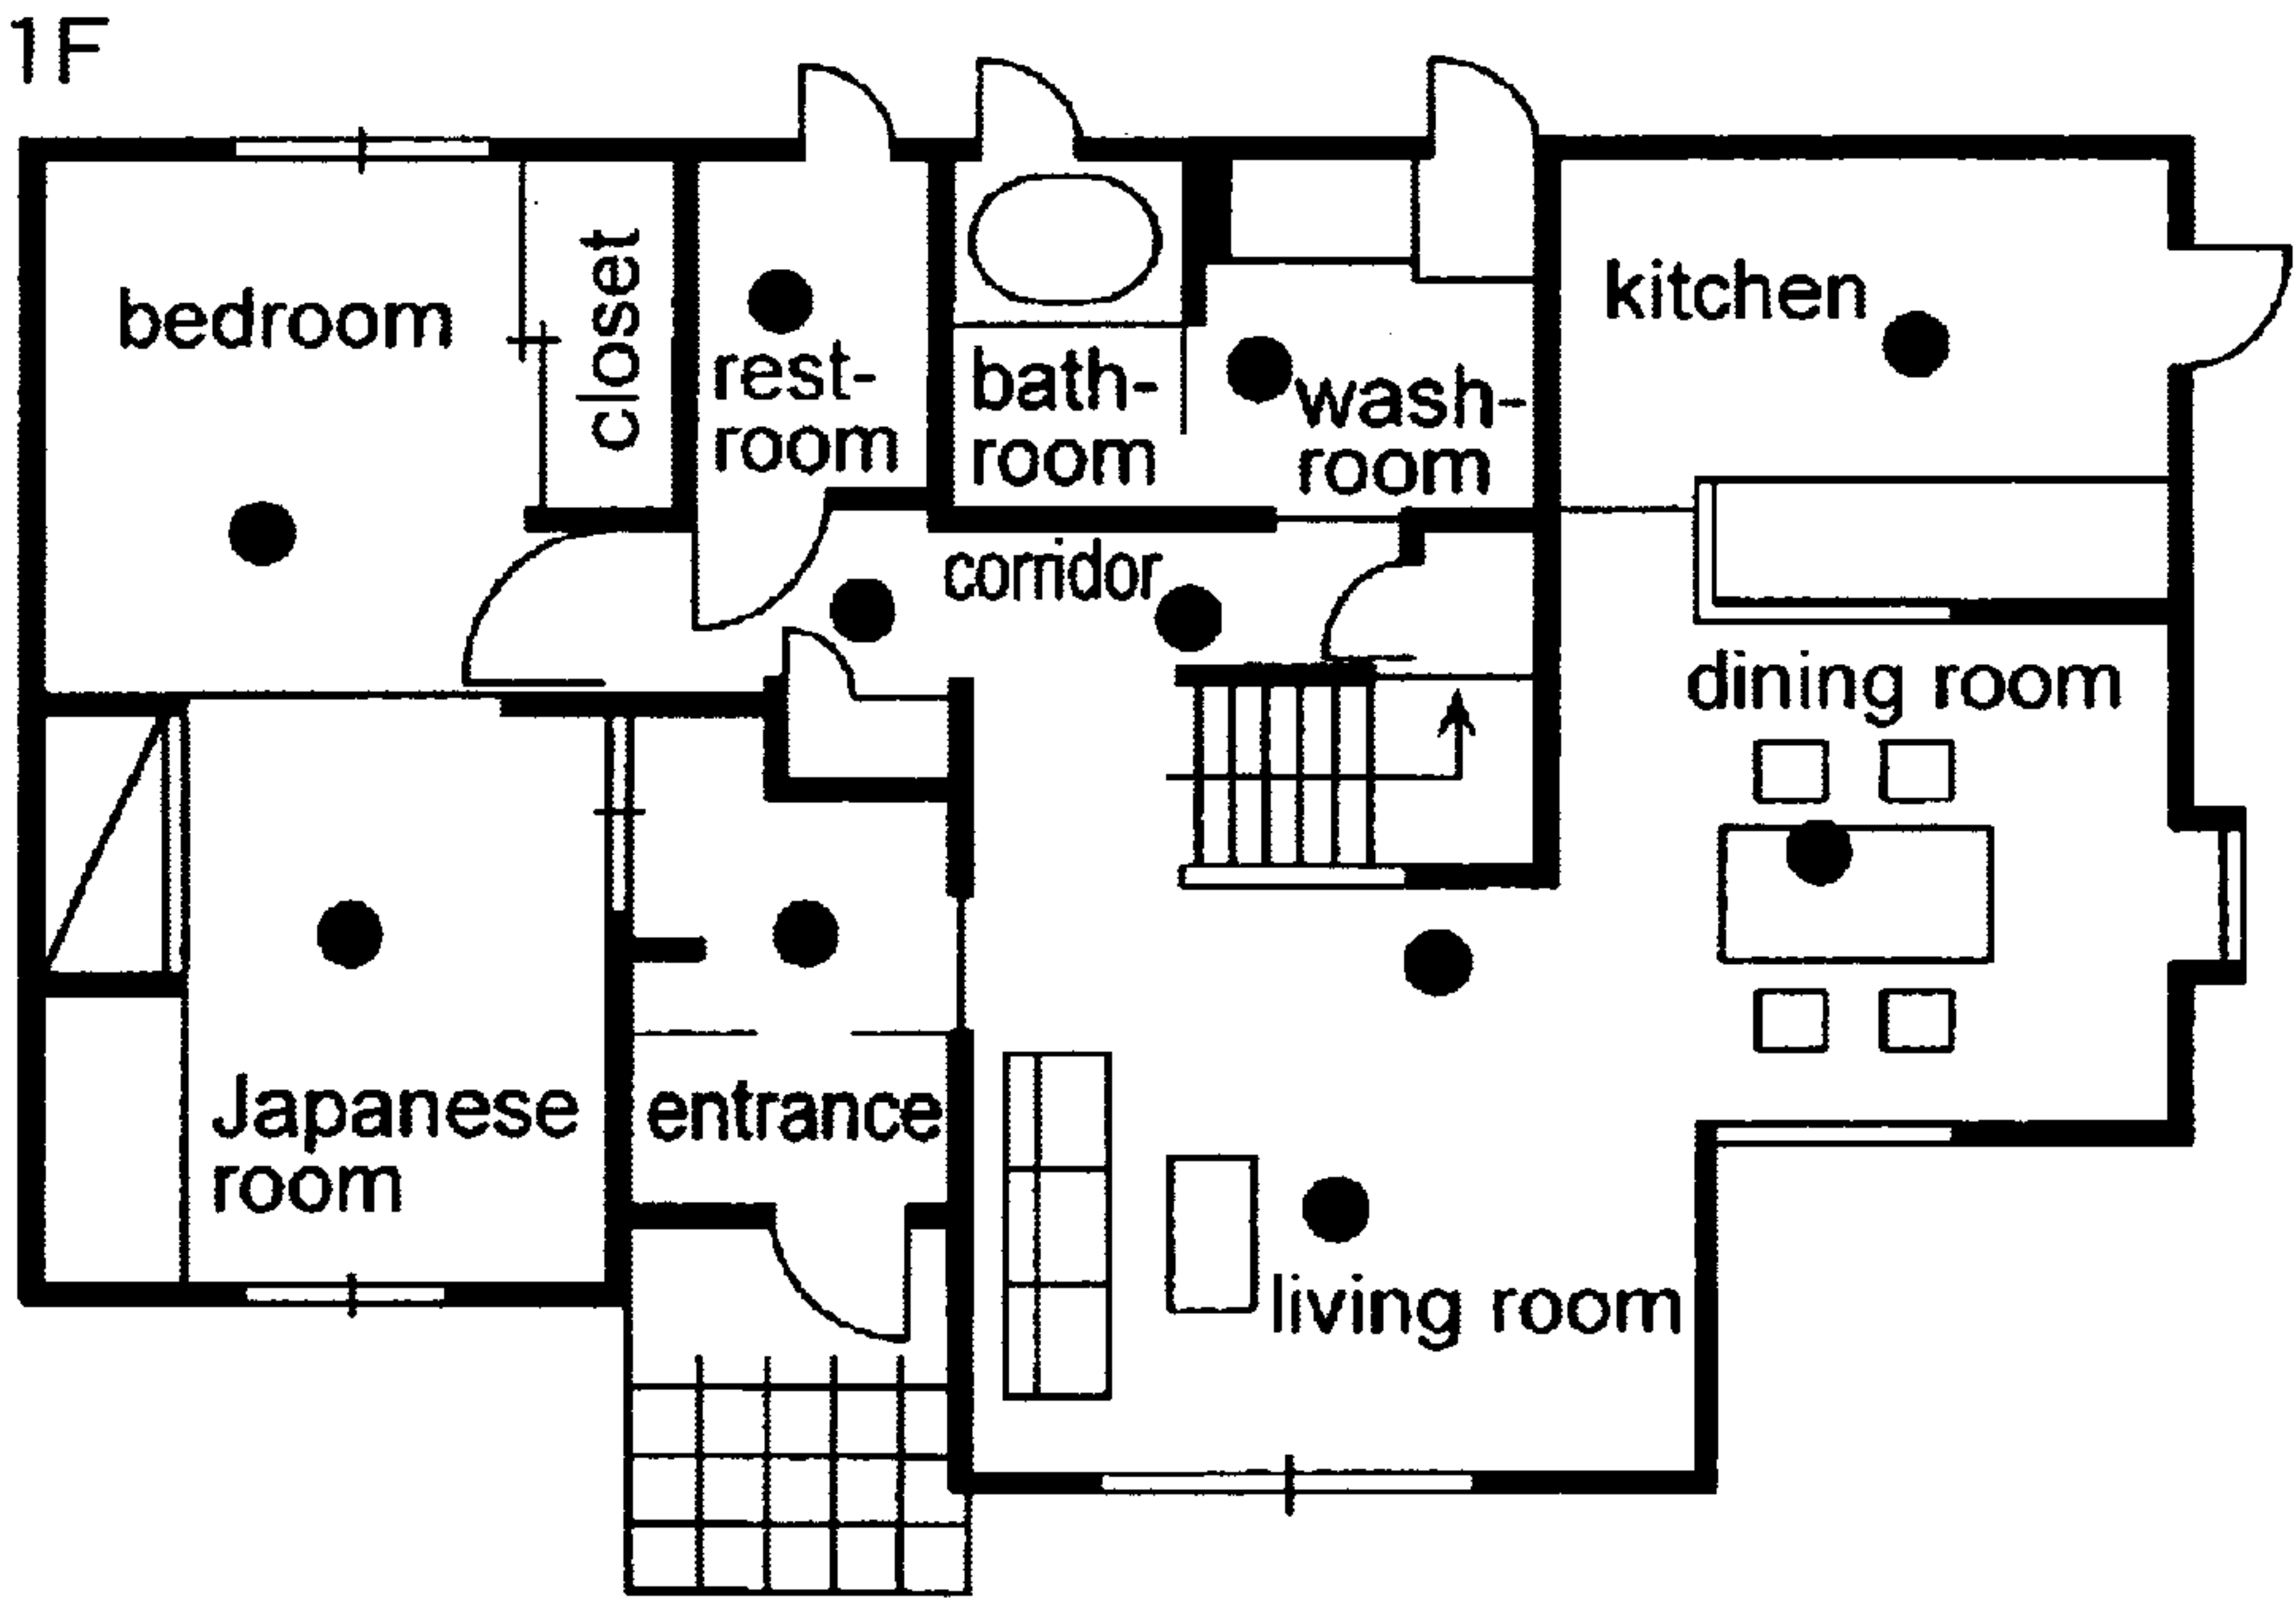 1F
bedroom
closet
rest-
room
bath-
room
wash-
room
kitchen
corridor
dining room
Japanese
room
entrance
living room